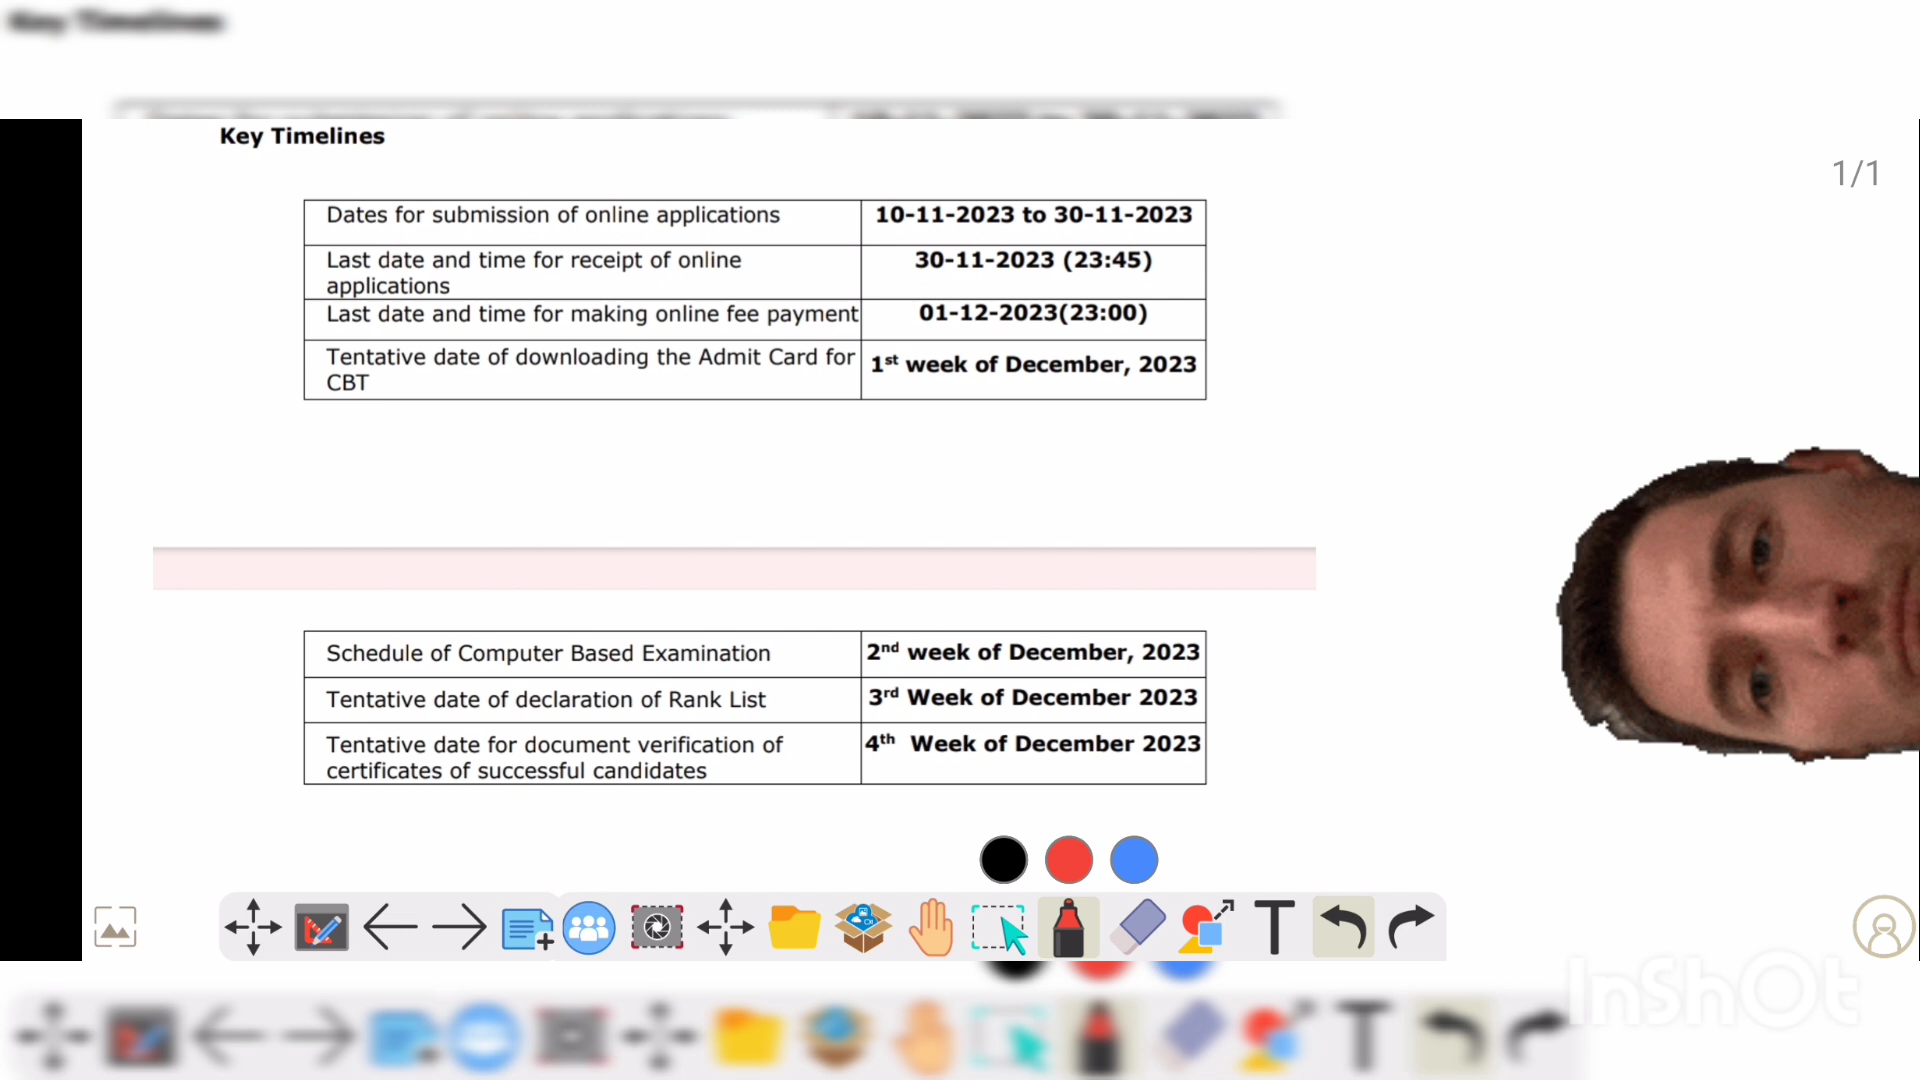 Key Timelines
Key Timelines
1/1
Dates for submission of online applications
10-11-2023 to 30-11-2023
Last date and time for receipt of online
applications
30-11-2023 (23:45)
Last date and time for making online fee payment
01-12-2023(23:00)
Tentative date of downloading the Admit Card for
CBT
1st week of December, 2023
Schedule of Computer Based Examination
2nd week of December, 2023
Tentative date of declaration of Rank List
3rd Week of December 2023
Tentative date for document verification of
certificates of successful candidates
4th Week of December 2023
InShOt